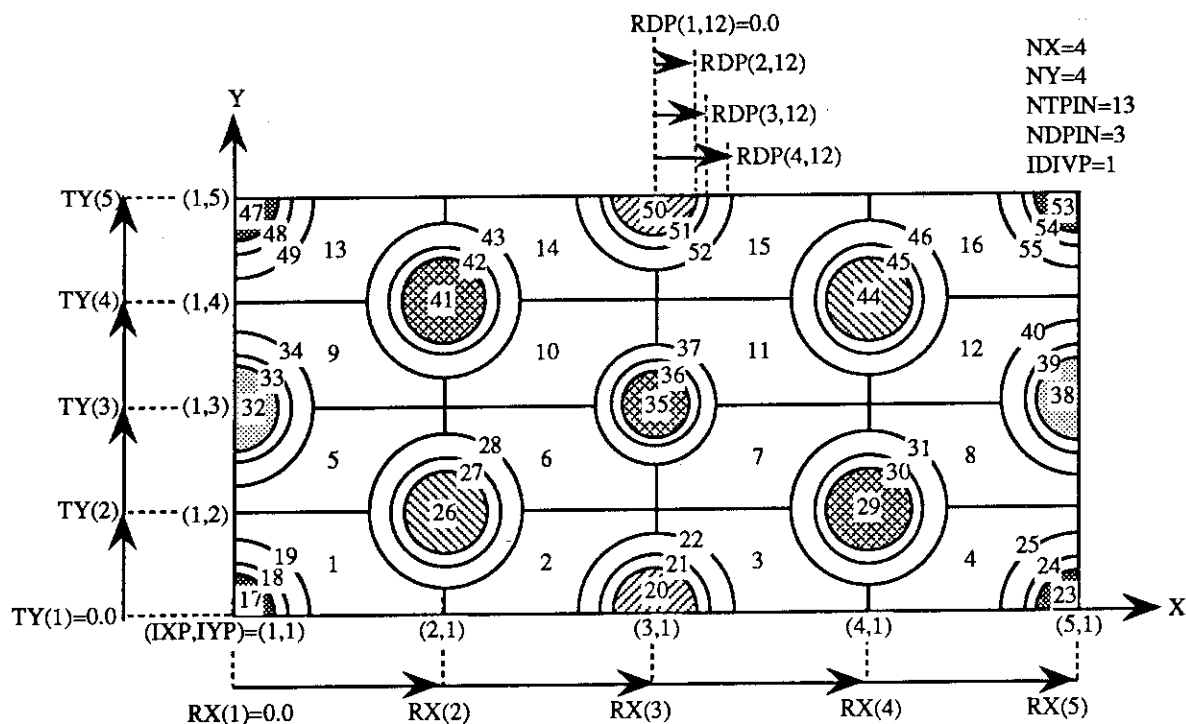 RDP(1,12)=0.0
RDP(2,12)
RDP(3,12)
RDP(4,12)
NX=4
NY=4
NTPIN=13
NDPIN=3
IDIVP=1
Y
TY(5) (1,5)
47 48 49 13 43 42 14 50 51 52 15 46 45 16 53 54 55
TY(4) (1,4)
41 44
34 33 32 9 10 37 36 35 11 12 40 39 38
TY(3) (1,3)
5 28 27 26 6 7 31 30 29 8
TY(2) (1,2)
19 18 17 1 2 22 21 20 3 4 25 24 23
TY(1)=0.0
X
(IXP,IYP)=(1,1) (2,1) (3,1) (4,1) (5,1)
RX(1)=0.0 RX(2) RX(3) RX(4) RX(5)